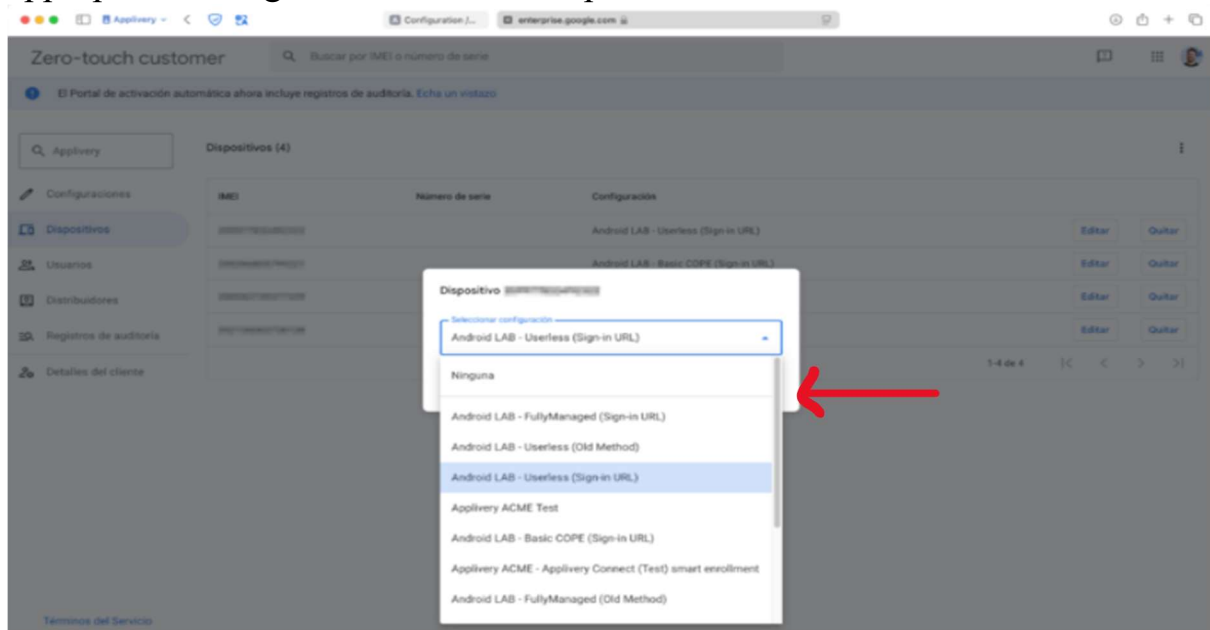 Applivery
Configuration /...
enterprise.google.com
Zero-touch customer
Buscar por IMEI o número de serie
El Portal de activación automática ahora incluye registros de auditoría. Echa un vistazo
Applivery
Dispositivos (4)
Configuraciones
IMEI
Número de serie
Configuración
Dispositivos
Android LAB - Userless (Sign-in URL)
Editar
Quitar
Usuarios
Android LAB - Basic COPE (Sign-in URL)
Editar
Quitar
Distribuidores
Dispositivo
Editar
Quitar
Registros de auditoría
Seleccionar configuración
Android LAB - Userless (Sign-in URL)
Editar
Quitar
Detalles del cliente
1-4 de 4
Ninguna
Android LAB - FullyManaged (Sign-in URL)
Android LAB - Userless (Old Method)
Android LAB - Userless (Sign-in URL)
Applivery ACME Test
Android LAB - Basic COPE (Sign-in URL)
Applivery ACME - Applivery Connect (Test) smart enrollment
Android LAB - FullyManaged (Old Method)
Términos del Servicio